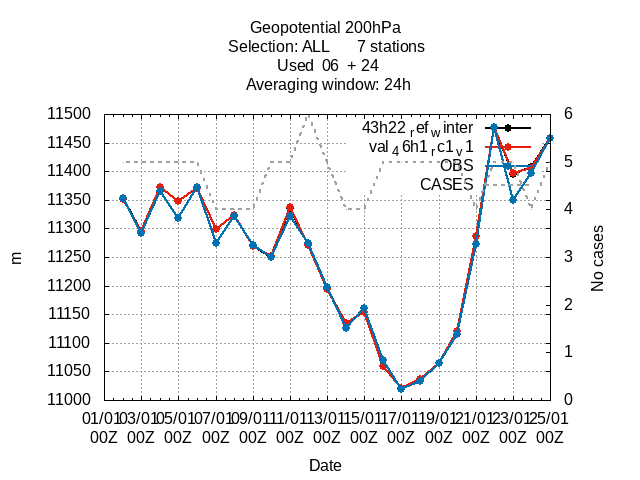 Geopotential 200hPa
Selection: ALL 7 stations
Used 06 + 24
Averaging window: 24h
43h22refwinter
val46h1rc1v1
OBS
CASES
11500
11450
11400
11350
11300
11250
11200
11150
11100
11050
11000
m
6
5
4
3
2
1
0
No cases
01/01 03/01 05/01 07/01 09/01 11/01 13/01 15/01 17/01 19/01 21/01 23/01 25/01
00Z 00Z 00Z 00Z 00Z 00Z 00Z 00Z 00Z 00Z 00Z 00Z 00Z
Date